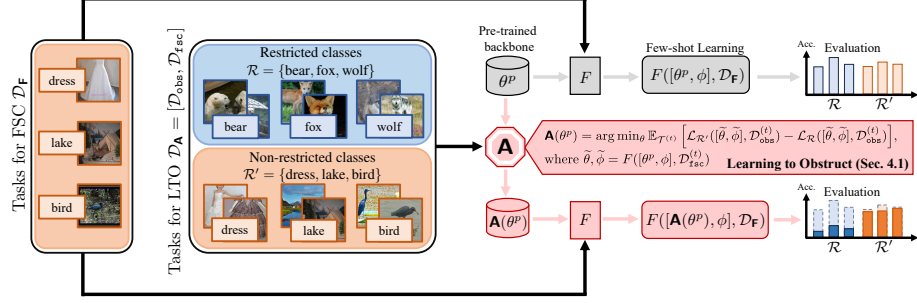 Tasks for FSC 𝒟_F
dress
lake
bird
Tasks for LTO 𝒟_A = [𝒟_obs, 𝒟_fsc]
Restricted classes
ℛ = {bear, fox, wolf}
bear
fox
wolf
Non-restricted classes
ℛ′ = {dress, lake, bird}
dress
lake
bird
Pre-trained
backbone
θ^p
F
Few-shot Learning
F([θ^p, ϕ], 𝒟_F)
Acc.
Evaluation
ℛ
ℛ′
A
A(θ^p) = arg min_θ 𝔼_𝒯^(t) [ℒ_ℛ′([θ̃, ϕ̃], 𝒟_obs^(t)) − ℒ_ℛ([θ̃, ϕ̃], 𝒟_obs^(t))],
where θ̃, ϕ̃ = F([θ^p, ϕ], 𝒟_fsc^(t))
Learning to Obstruct (Sec. 4.1)
A(θ^p)
F
F([A(θ^p), ϕ], 𝒟_F)
Acc.
Evaluation
ℛ
ℛ′